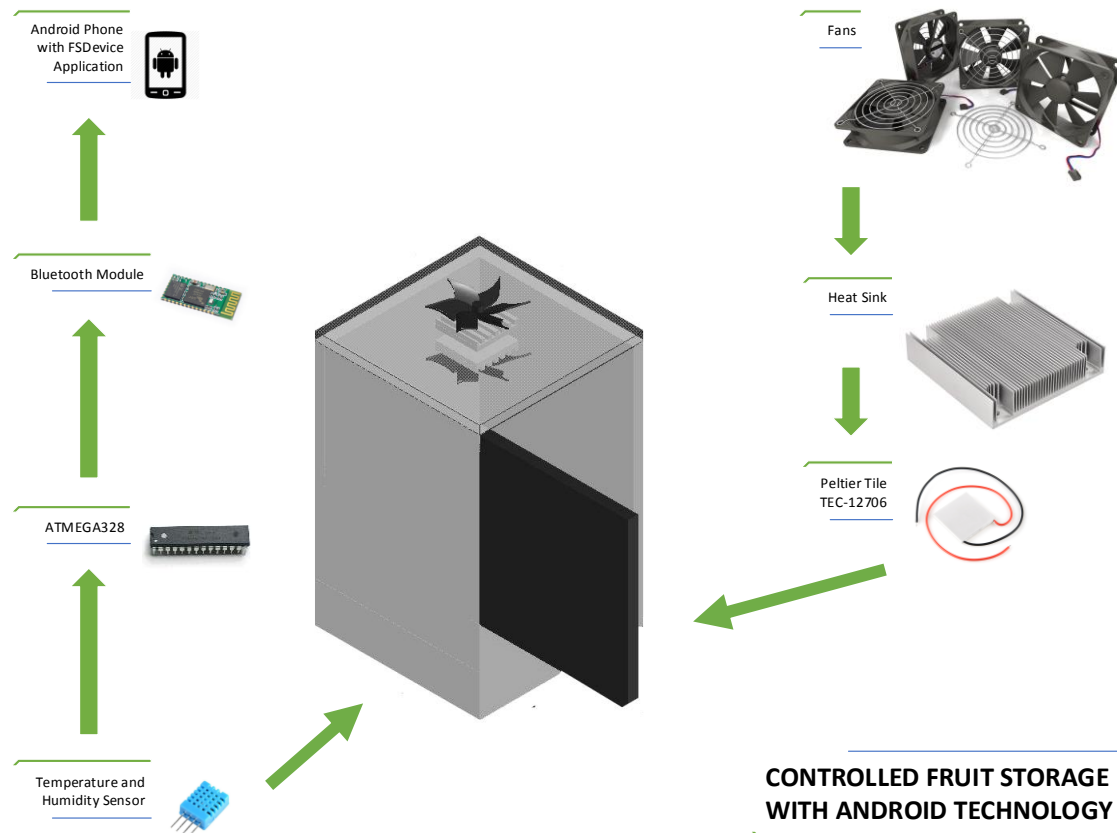 Android Phone
with FSDevice
Application
Bluetooth Module
ATMEGA328
Temperature and
Humidity Sensor
Fans
Heat Sink
Peltier Tile
TEC-12706
CONTROLLED FRUIT STORAGE
WITH ANDROID TECHNOLOGY